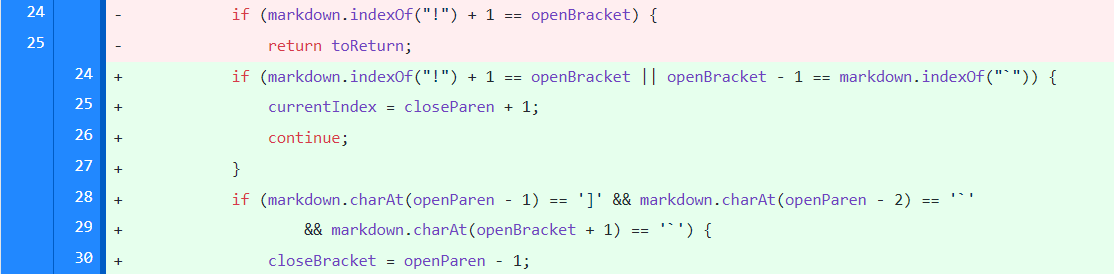 24 - if (markdown.indexOf("!") + 1 == openBracket) {
25 - return toReturn;
24 + if (markdown.indexOf("!") + 1 == openBracket || openBracket - 1 == markdown.indexOf("`")) {
25 + currentIndex = closeParen + 1;
26 + continue;
27 + }
28 + if (markdown.charAt(openParen - 1) == ']' && markdown.charAt(openParen - 2) == '`'
29 + && markdown.charAt(openBracket + 1) == '`') {
30 + closeBracket = openParen - 1;